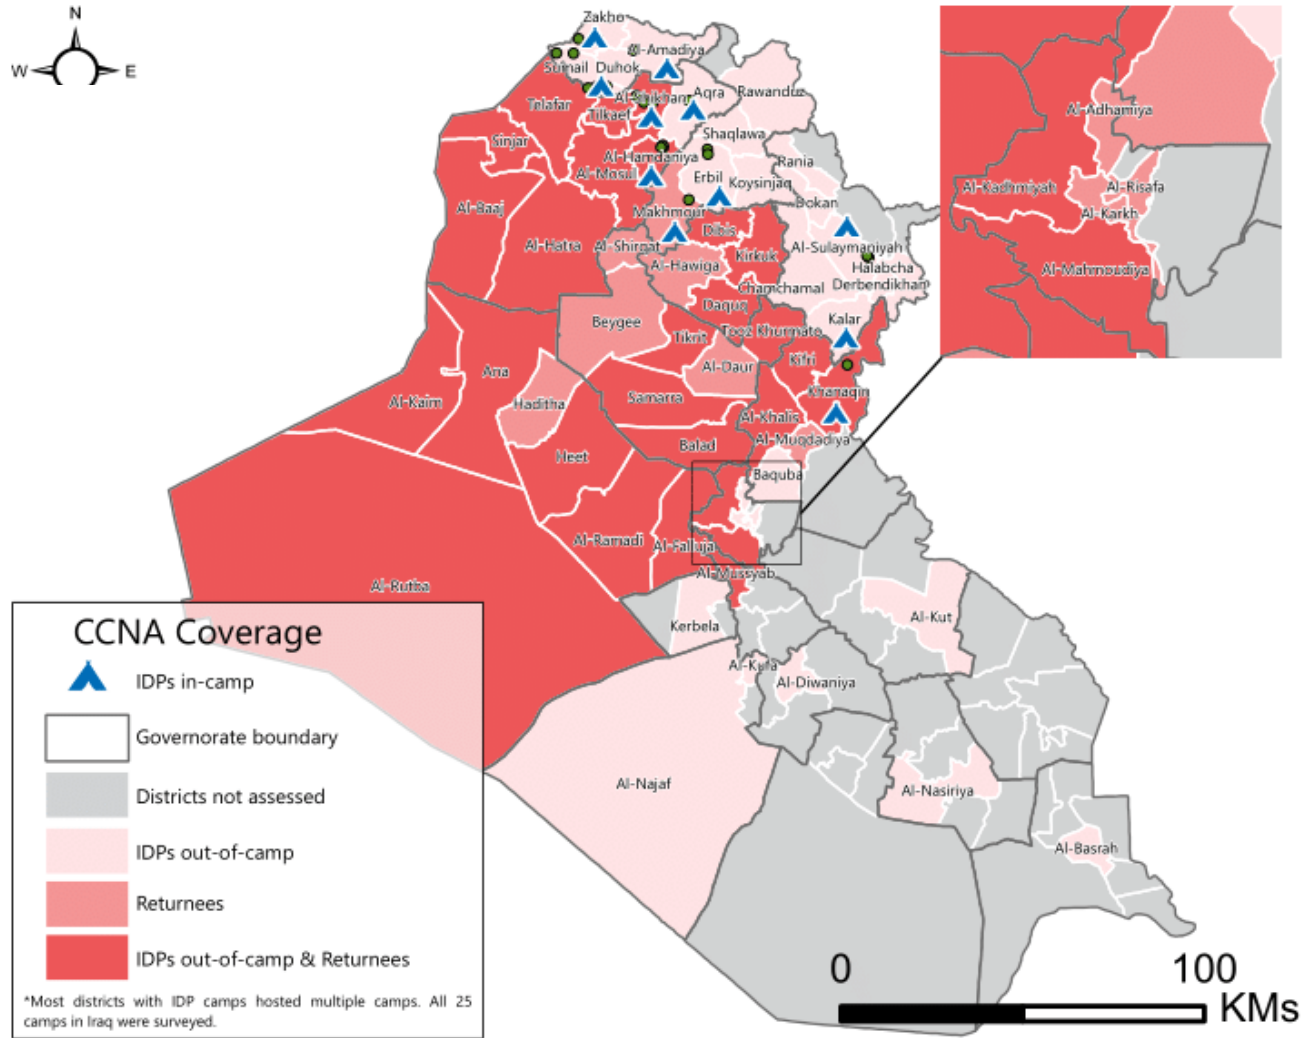 N
W
E
Zakho
Al-Amadiya
Sumail
Duhok
Al-Shikhan
Aqra
Rawanduz
Telafar
Tilkaef
Shaqlawa
Sinjar
Al-Hamdaniya
Rania
Al-Mosul
Erbil
Koysinjaq
Al-Baaj
Makhmour
Dokan
Al-Hatra
Al-Shirqat
Dibis
Al-Sulaymaniyah
Kirkuk
Halabcha
Al-Hawiga
Chamchamal
Derbendikhan
Daquq
Beygee
Tikrit
Tooz Khurmato
Kalar
Al-Daur
Kifri
Ana
Al-Kaim
Haditha
Samarra
Khanaqin
Al-Khalis
Balad
Al-Muqdadiya
Heet
Baquba
Al-Ramadi
Al-Falluja
Al-Mussyab
Al-Rutba
Kerbela
Al-Kut
Al-Kufa
Al-Diwaniya
Al-Najaf
Al-Nasiriya
Al-Basrah
Al-Adhamiya
Al-Kadhmiyah
Al-Risafa
Al-Karkh
Al-Mahmoudiya
CCNA Coverage
IDPs in-camp
Governorate boundary
Districts not assessed
IDPs out-of-camp
Returnees
IDPs out-of-camp & Returnees
*Most districts with IDP camps hosted multiple camps. All 25
camps in Iraq were surveyed.
0
100
KMs